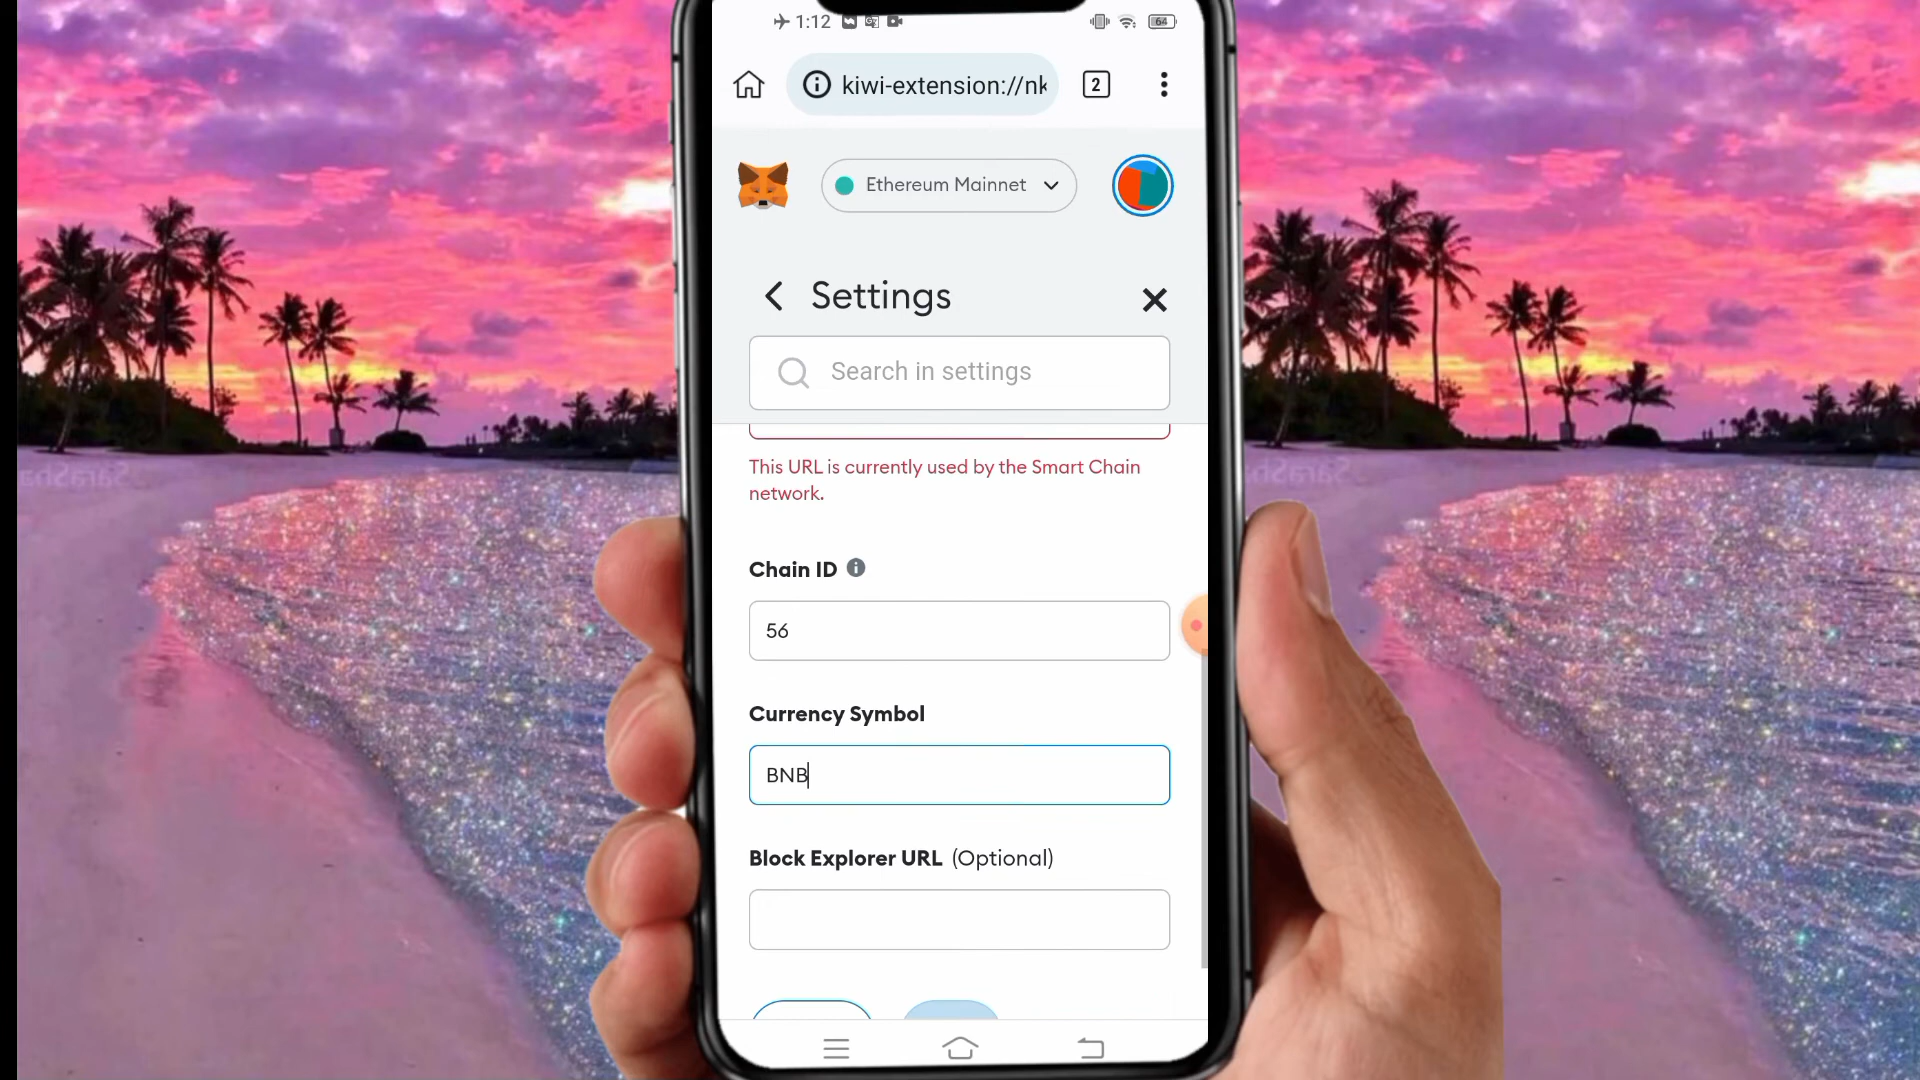 1:12
64
kiwi-extension://nk
2
Ethereum Mainnet
Settings
Search in settings
This URL is currently used by the Smart Chain
network.
Chain ID
56
Currency Symbol
BNB
Block Explorer URL (Optional)